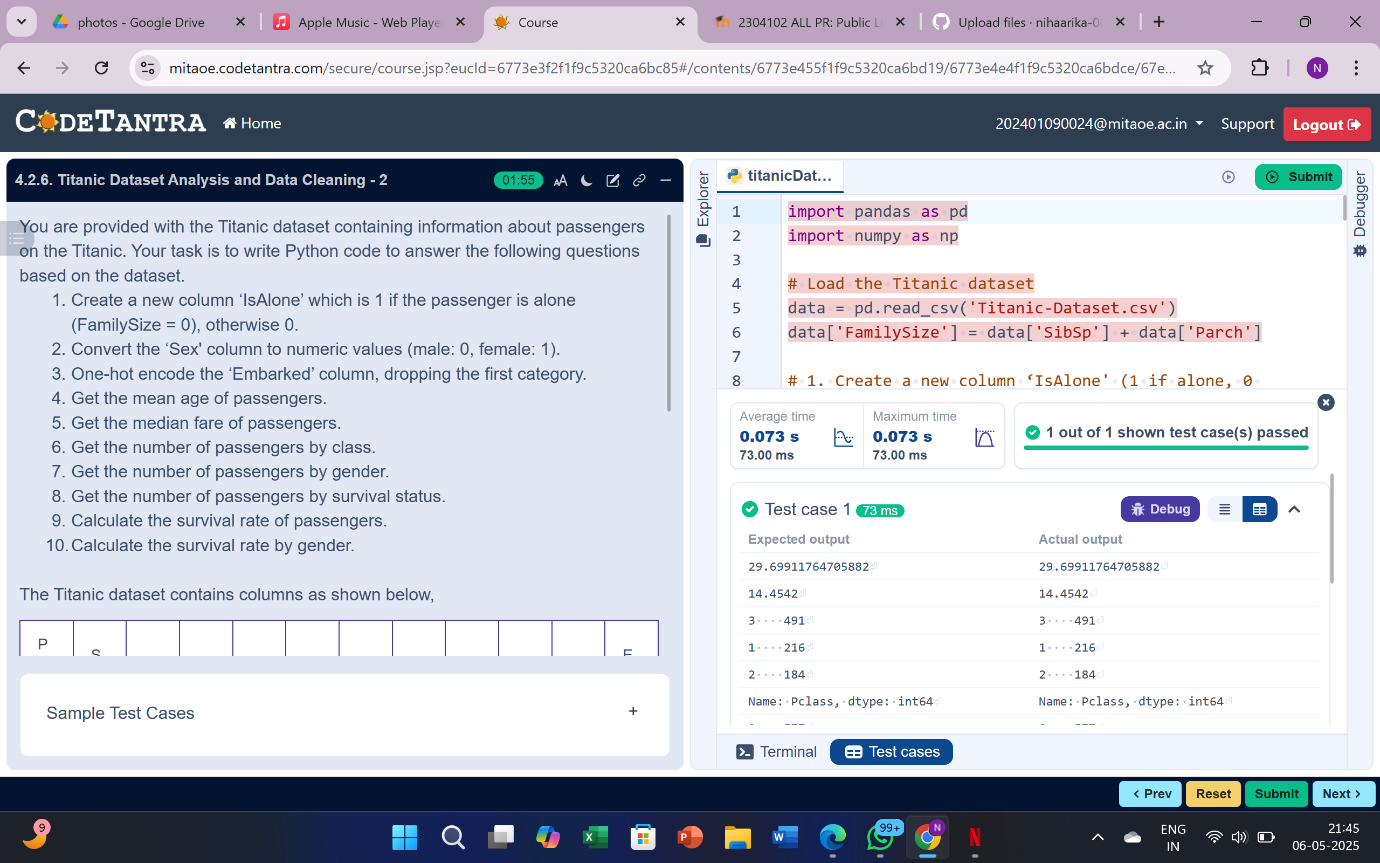 photos - Google Drive
Apple Music - Web Playe
Course
2304102 ALL PR: Public L
Upload files · nihaarika-0
mitaoe.codetantra.com/secure/course.jsp?eucId=6773e3f2f1f9c5320ca6bc85#/contents/6773e455f1f9c5320ca6bd19/6773e4e4f1f9c5320ca6bdce/67e...
N
CODETANTRA
Home
202401090024@mitaoe.ac.in
Support
Logout
4.2.6. Titanic Dataset Analysis and Data Cleaning - 2
01:55
AA
You are provided with the Titanic dataset containing information about passengers
on the Titanic. Your task is to write Python code to answer the following questions
based on the dataset.
1. Create a new column ‘IsAlone’ which is 1 if the passenger is alone
(FamilySize = 0), otherwise 0.
2. Convert the ‘Sex' column to numeric values (male: 0, female: 1).
3. One-hot encode the ‘Embarked’ column, dropping the first category.
4. Get the mean age of passengers.
5. Get the median fare of passengers.
6. Get the number of passengers by class.
7. Get the number of passengers by gender.
8. Get the number of passengers by survival status.
9. Calculate the survival rate of passengers.
10. Calculate the survival rate by gender.
The Titanic dataset contains columns as shown below,
P
S
Sample Test Cases
+
Explorer
titanicDat...
Submit
Debugger
1 import pandas as pd
2 import numpy as np
3
4 # Load the Titanic dataset
5 data = pd.read_csv('Titanic-Dataset.csv')
6 data['FamilySize'] = data['SibSp'] + data['Parch']
7
8 # 1. Create a new column ‘IsAlone' (1 if alone, 0
Average time
0.073 s
73.00 ms
Maximum time
0.073 s
73.00 ms
1 out of 1 shown test case(s) passed
Test case 1 73 ms
Debug
Expected output Actual output
29.69911764705882 29.69911764705882
14.4542 14.4542
3····491 3····491
1····216 1····216
2····184 2····184
Name:·Pclass,·dtype:·int64 Name:·Pclass,·dtype:·int64
Terminal
Test cases
Prev
Reset
Submit
Next
9
99+
N
ENG
IN
21:45
06-05-2025